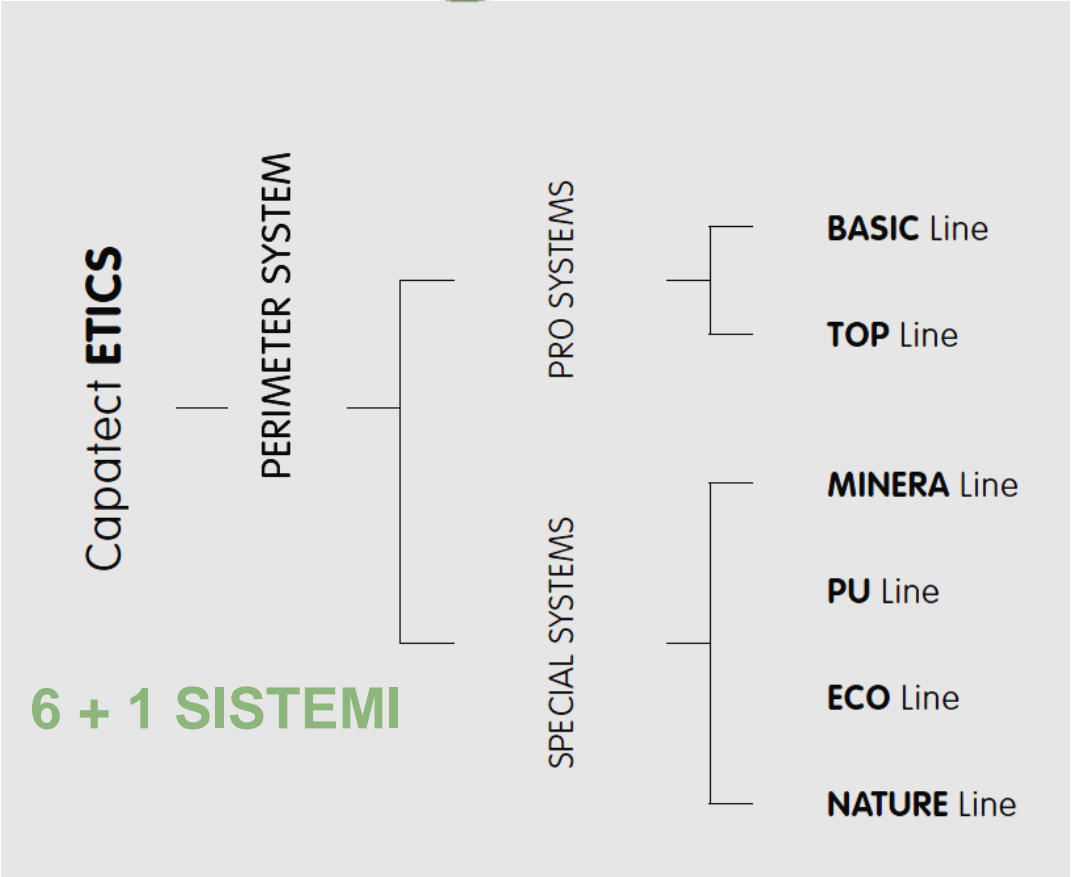 Capatect ETICS
PERIMETER SYSTEM
PRO SYSTEMS
BASIC Line
TOP Line
SPECIAL SYSTEMS
MINERA Line
PU Line
ECO Line
NATURE Line
6 + 1 SISTEMI